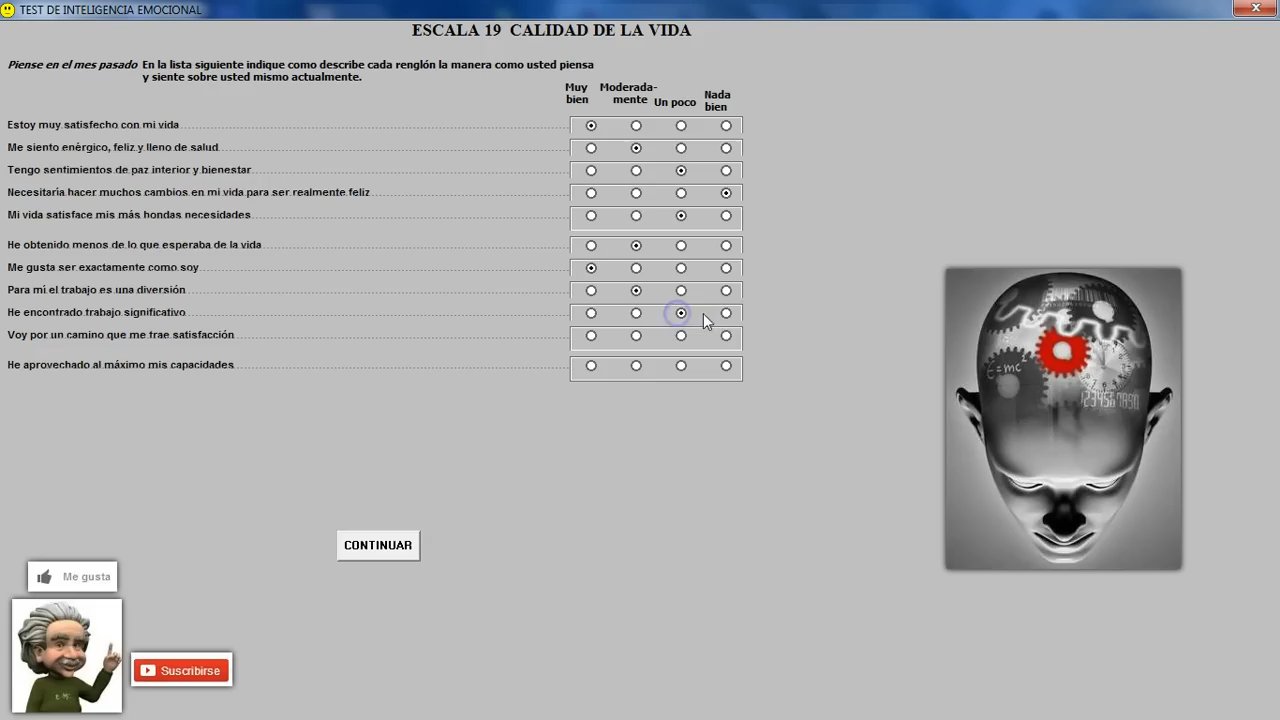 TEST DE INTELIGENCIA EMOCIONAL
ESCALA 19 CALIDAD DE LA VIDA
Piense en el mes pasado En la lista siguiente indique como describe cada renglón la manera como usted piensa
y siente sobre usted mismo actualmente.
Muy bien Moderada-mente Un poco Nada bien
Estoy muy satisfecho con mi vida
Me siento enérgico, feliz y lleno de salud
Tengo sentimientos de paz interior y bienestar
Necesitaría hacer muchos cambios en mi vida para ser realmente feliz
Mi vida satisface mis más hondas necesidades
He obtenido menos de lo que esperaba de la vida
Me gusta ser exactamente como soy
Para mí el trabajo es una diversión
He encontrado trabajo significativo
Voy por un camino que me trae satisfacción
He aprovechado al máximo mis capacidades
E=mc²
1234567890
CONTINUAR
Me gusta
Suscribirse